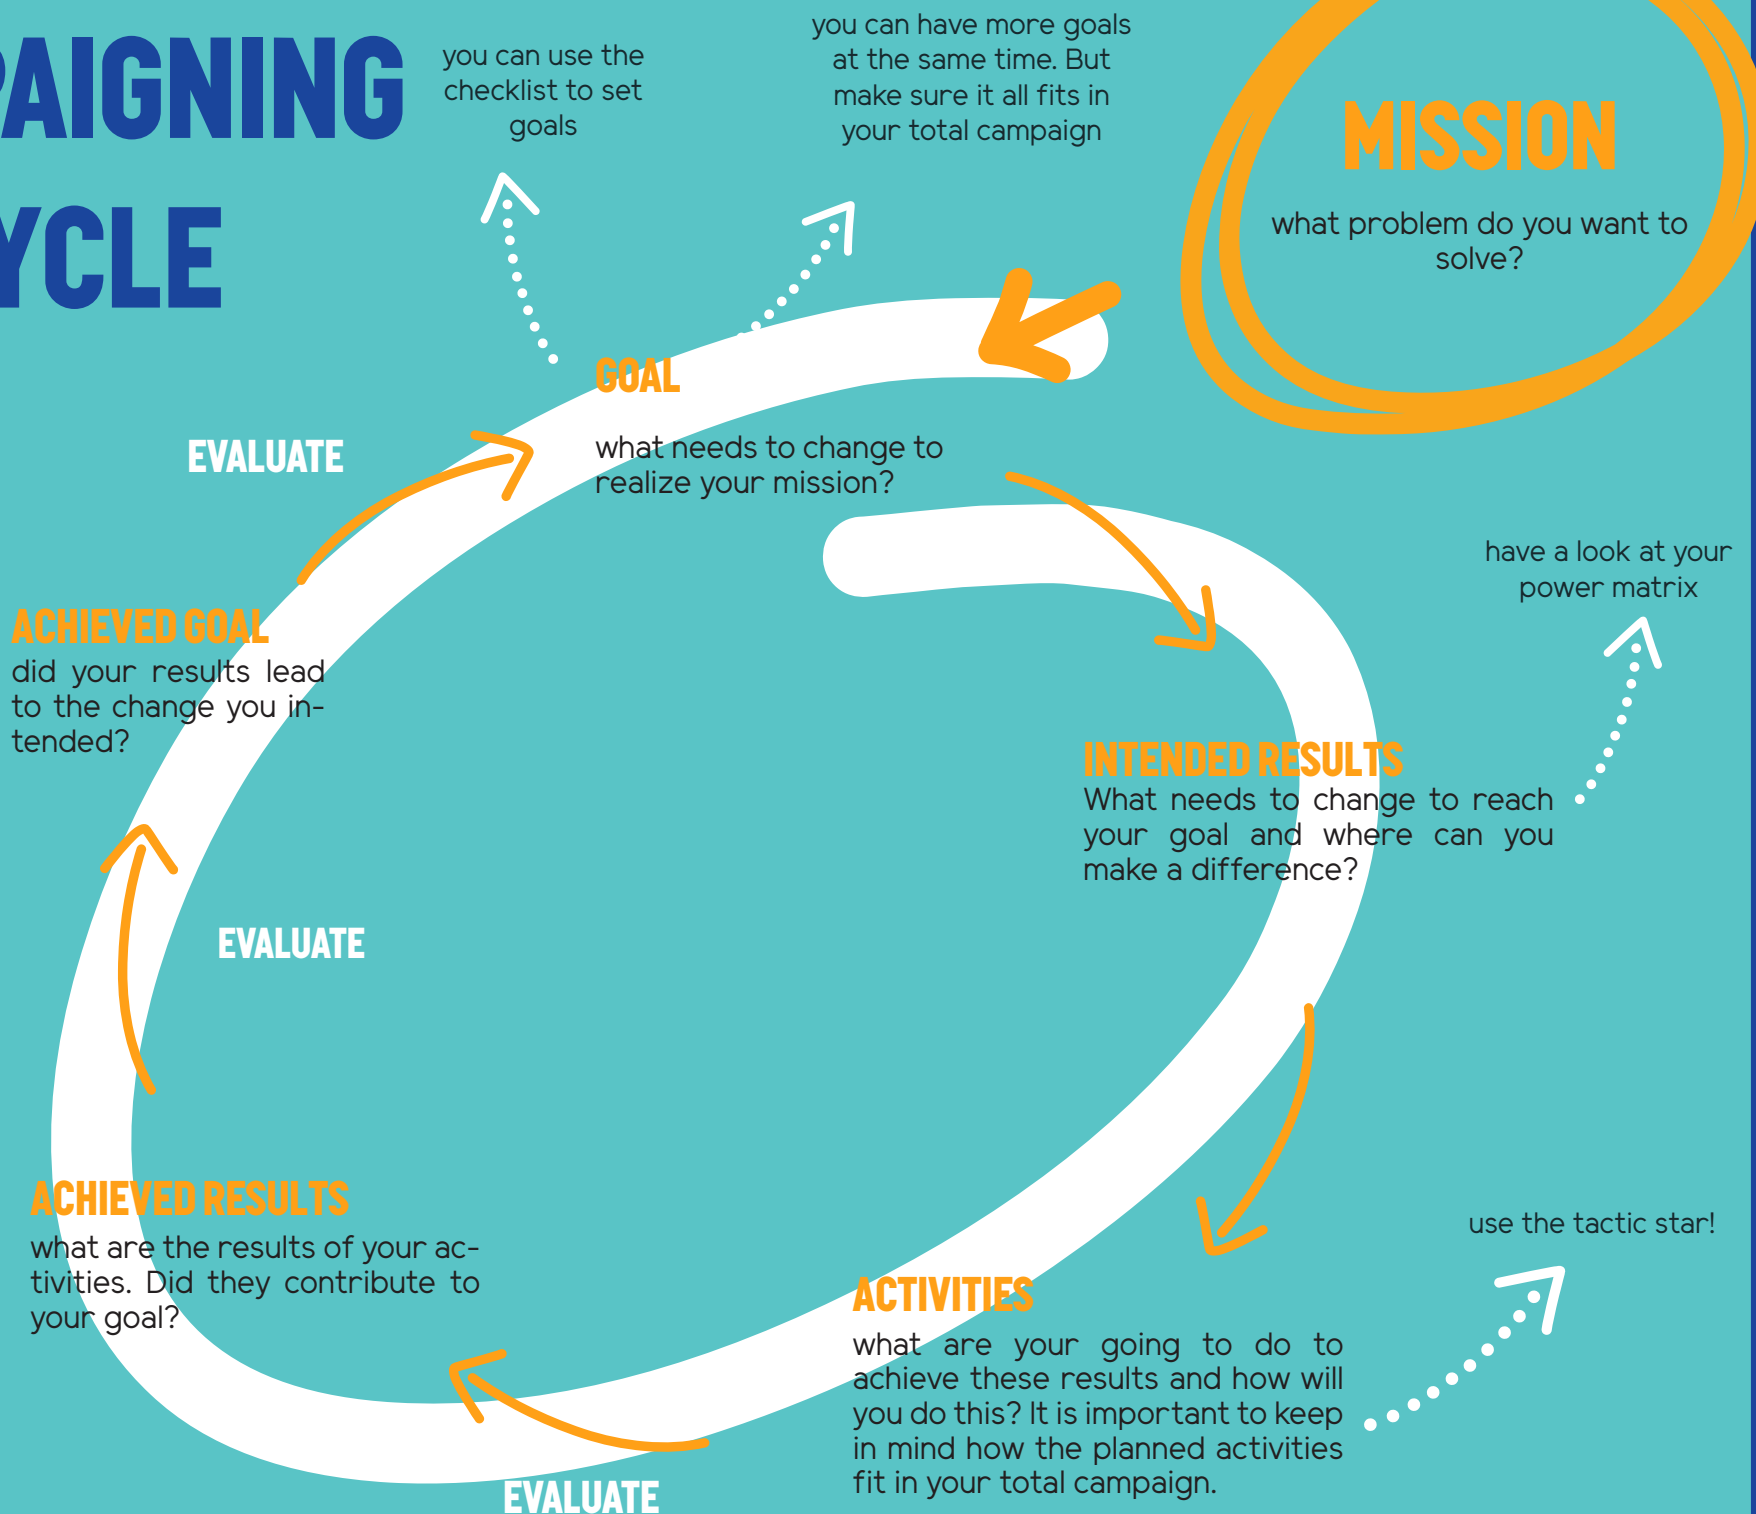 PAIGNING
YCLE
you can use the
checklist to set
goals
you can have more goals
at the same time. But
make sure it all fits in
your total campaign
MISSION
what problem do you want to
solve?
GOAL
what needs to change to
realize your mission?
EVALUATE
have a look at your
power matrix
ACHIEVED GOAL
did your results lead
to the change you in-
tended?
INTENDED RESULTS
What needs to change to reach
your goal and where can you
make a difference?
EVALUATE
ACHIEVED RESULTS
what are the results of your ac-
tivities. Did they contribute to
your goal?
use the tactic star!
ACTIVITIES
what are your going to do to
achieve these results and how will
you do this? It is important to keep
in mind how the planned activities
fit in your total campaign.
EVALUATE